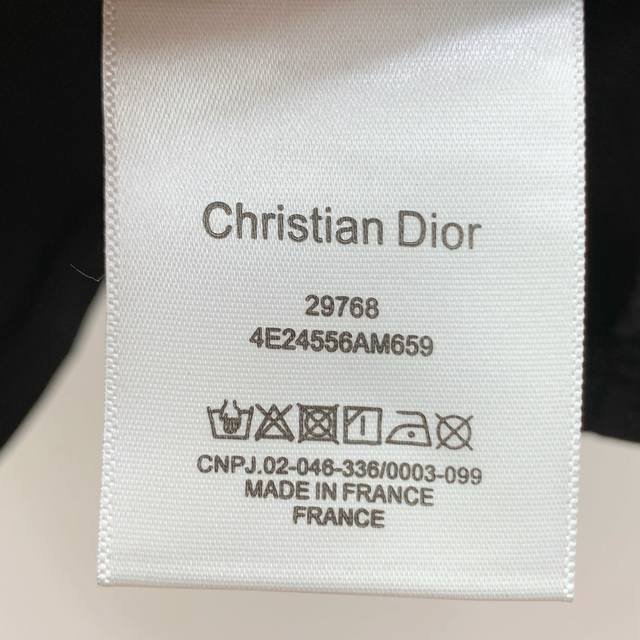 Christian Dior
29768
4E24556AM659
CNPJ.02-046-336/0003-099
MADE IN FRANCE
FRANCE